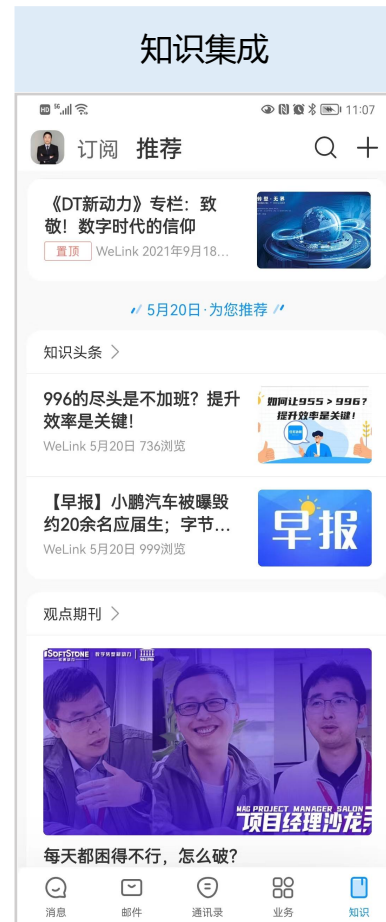 知识集成
11:07
订阅 推荐
《DT新动力》专栏：致
敬！数字时代的信仰
置顶 WeLink 2021年9月18...
5月20日·为您推荐
知识头条 >
996的尽头是不加班？提升
效率是关键！
WeLink 5月20日 736浏览
如何让955 > 996?
提升效率是关键!
【早报】小鹏汽车被曝毁
约20余名应届生；字节...
WeLink 5月20日 999浏览
早报
观点期刊 >
iSOFTSTONE
MAG PROJECT MANAGER SALON
项目经理沙龙
每天都困得不行，怎么破？
消息 邮件 通讯录 业务 知识